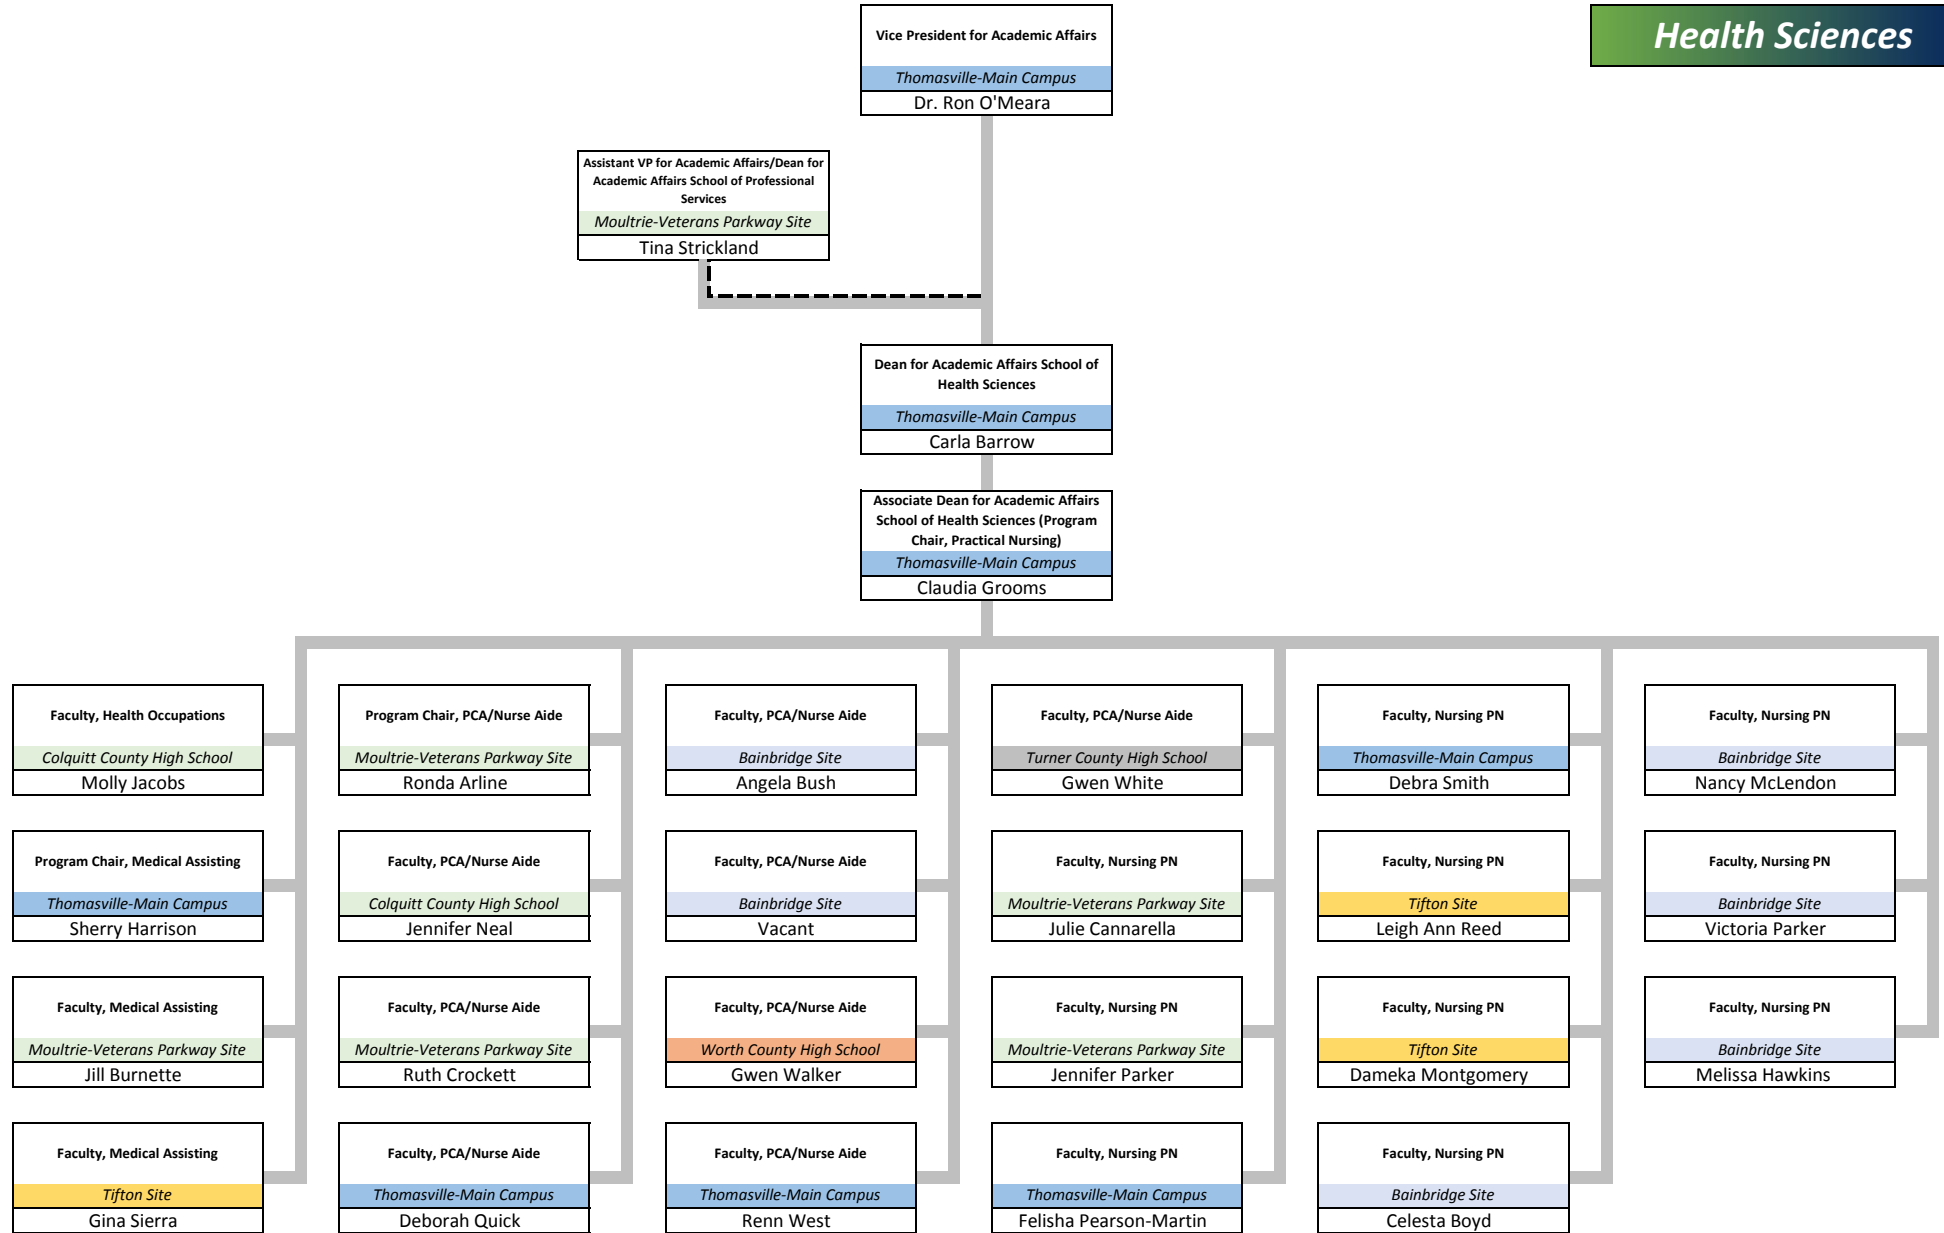 Health Sciences
Vice President for Academic Affairs
Thomasville-Main Campus
Dr. Ron O'Meara
Assistant VP for Academic Affairs/Dean for
Academic Affairs School of Professional
Services
Moultrie-Veterans Parkway Site
Tina Strickland
Dean for Academic Affairs School of
Health Sciences
Thomasville-Main Campus
Carla Barrow
Associate Dean for Academic Affairs
School of Health Sciences (Program
Chair, Practical Nursing)
Thomasville-Main Campus
Claudia Grooms
Faculty, Health Occupations
Colquitt County High School
Molly Jacobs
Program Chair, PCA/Nurse Aide
Moultrie-Veterans Parkway Site
Ronda Arline
Faculty, PCA/Nurse Aide
Bainbridge Site
Angela Bush
Faculty, PCA/Nurse Aide
Turner County High School
Gwen White
Faculty, Nursing PN
Thomasville-Main Campus
Debra Smith
Faculty, Nursing PN
Bainbridge Site
Nancy McLendon
Program Chair, Medical Assisting
Thomasville-Main Campus
Sherry Harrison
Faculty, PCA/Nurse Aide
Colquitt County High School
Jennifer Neal
Faculty, PCA/Nurse Aide
Bainbridge Site
Vacant
Faculty, Nursing PN
Moultrie-Veterans Parkway Site
Julie Cannarella
Faculty, Nursing PN
Tifton Site
Leigh Ann Reed
Faculty, Nursing PN
Bainbridge Site
Victoria Parker
Faculty, Medical Assisting
Moultrie-Veterans Parkway Site
Jill Burnette
Faculty, PCA/Nurse Aide
Moultrie-Veterans Parkway Site
Ruth Crockett
Faculty, PCA/Nurse Aide
Worth County High School
Gwen Walker
Faculty, Nursing PN
Moultrie-Veterans Parkway Site
Jennifer Parker
Faculty, Nursing PN
Tifton Site
Dameka Montgomery
Faculty, Nursing PN
Bainbridge Site
Melissa Hawkins
Faculty, Medical Assisting
Tifton Site
Gina Sierra
Faculty, PCA/Nurse Aide
Thomasville-Main Campus
Deborah Quick
Faculty, PCA/Nurse Aide
Thomasville-Main Campus
Renn West
Faculty, Nursing PN
Thomasville-Main Campus
Felisha Pearson-Martin
Faculty, Nursing PN
Bainbridge Site
Celesta Boyd